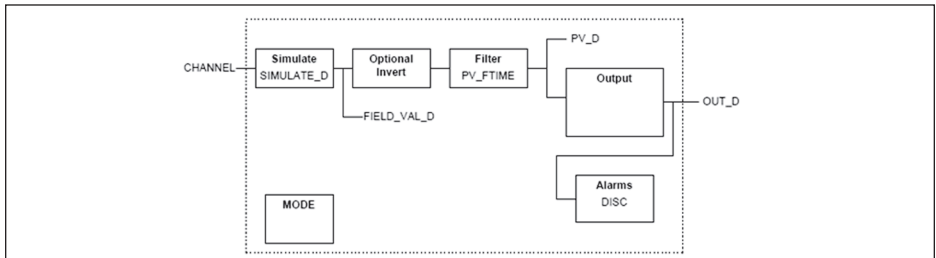 CHANNEL
Simulate
SIMULATE_D
Optional
Invert
Filter
PV_FTIME
PV_D
Output
OUT_D
FIELD_VAL_D
Alarms
DISC
MODE